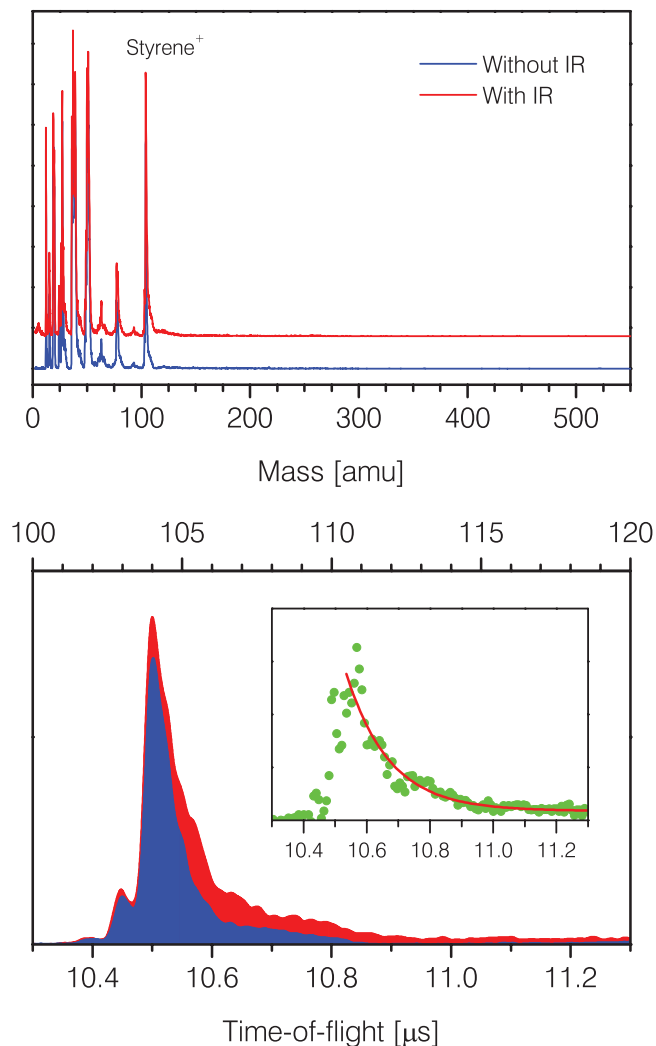 Styrene+
Without IR
With IR
0 100 200 300 400 500
Mass [amu]
100 105 110 115 120
10.4 10.6 10.8 11.0 11.2
10.4 10.6 10.8 11.0 11.2
Time-of-flight [µs]